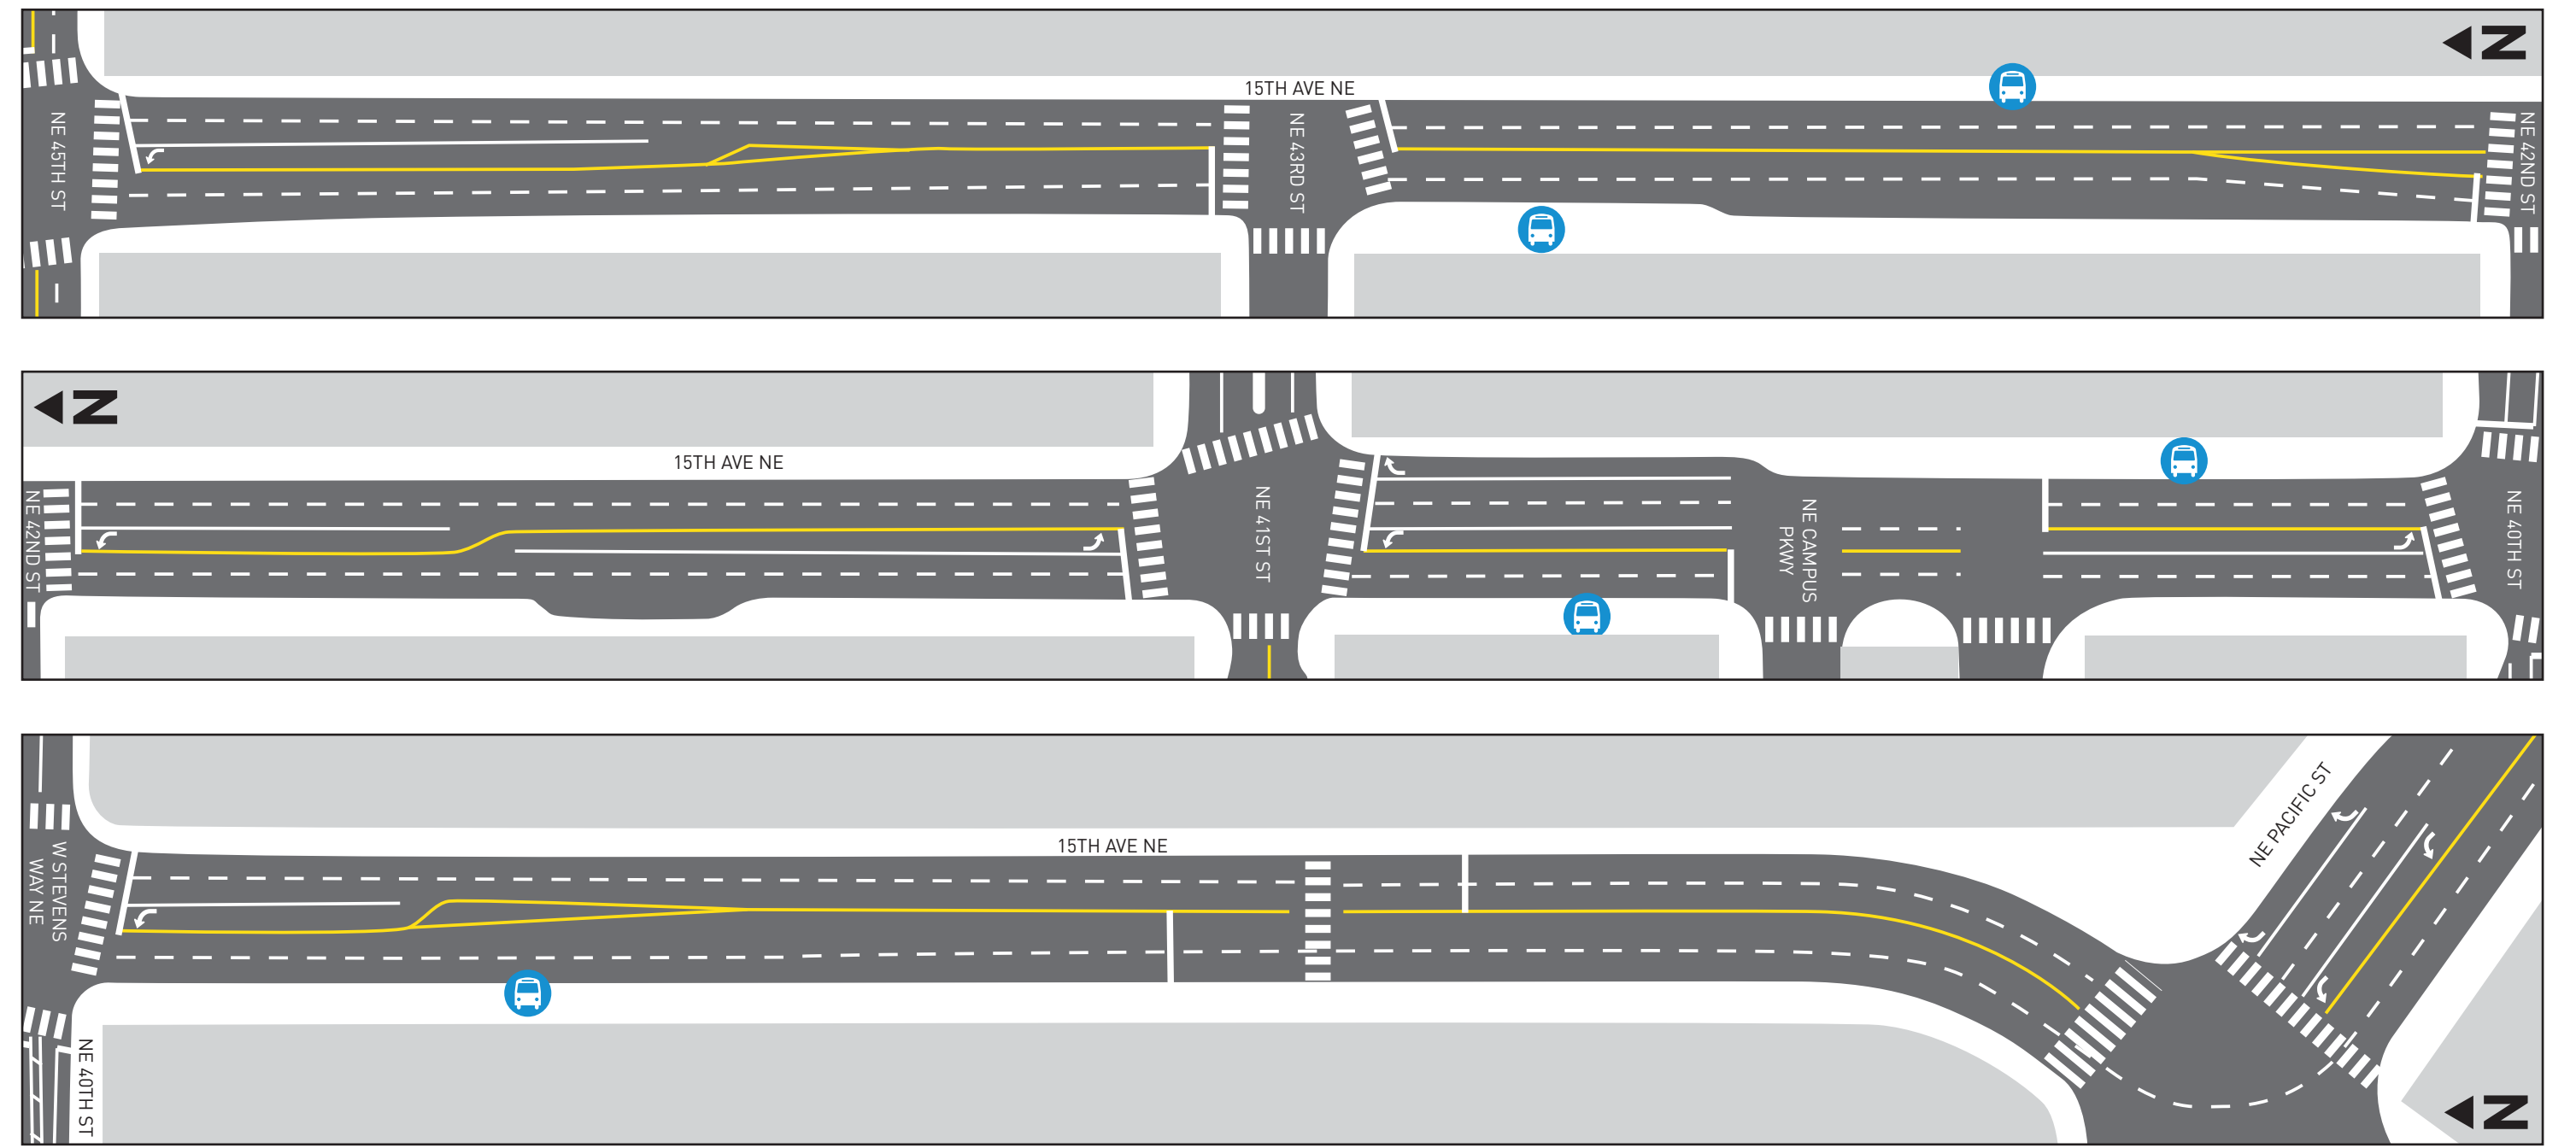 N
15TH AVE NE
NE 45TH ST
NE 43RD ST
NE 42ND ST
N
15TH AVE NE
NE 42ND ST
NE 41ST ST
NE CAMPUS
PKWY
NE 40TH ST
15TH AVE NE
W STEVENS
WAY NE
NE 40TH ST
NE PACIFIC ST
N